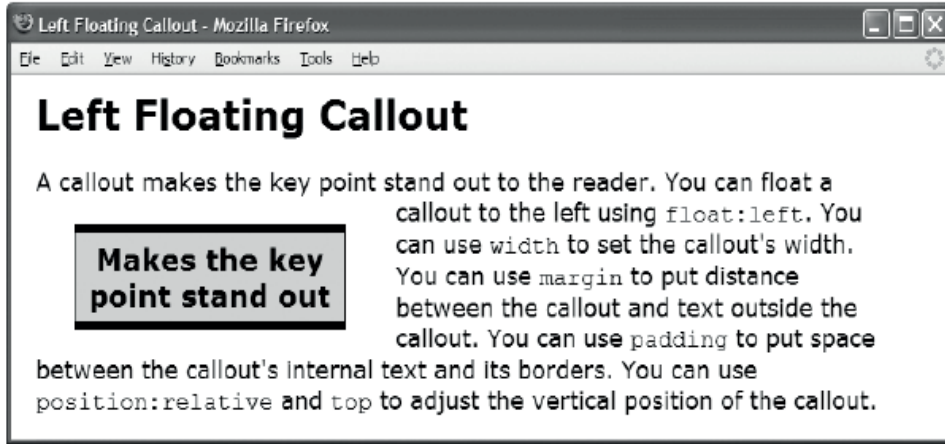 Left Floating Callout - Mozilla Firefox
File Edit View History Bookmarks Tools Help
Left Floating Callout
A callout makes the key point stand out to the reader. You can float a
callout to the left using float:left. You
can use width to set the callout's width.
You can use margin to put distance
between the callout and text outside the
callout. You can use padding to put space
Makes the key
point stand out
between the callout's internal text and its borders. You can use
position:relative and top to adjust the vertical position of the callout.